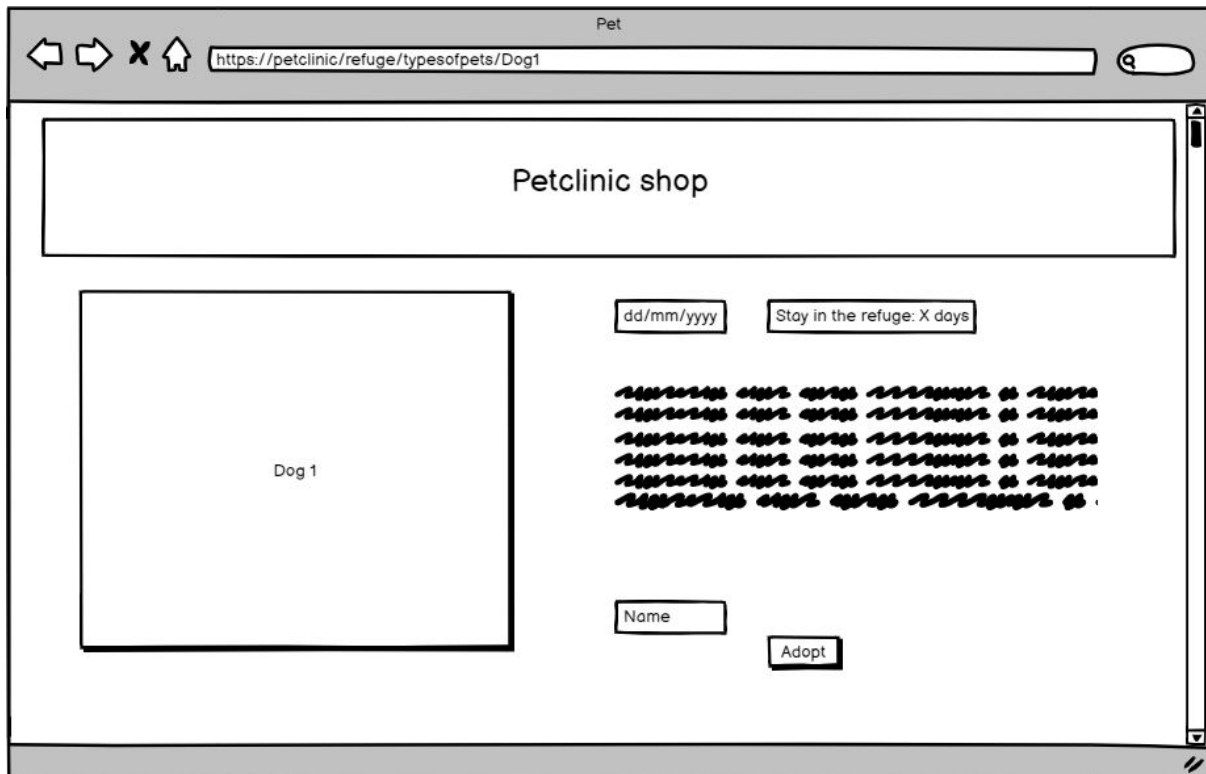 Pet
https://petclinic/refuge/typesofpets/Dog1
Petclinic shop
dd/mm/yyyy
Stay in the refuge: X days
Dog 1
Name
Adopt